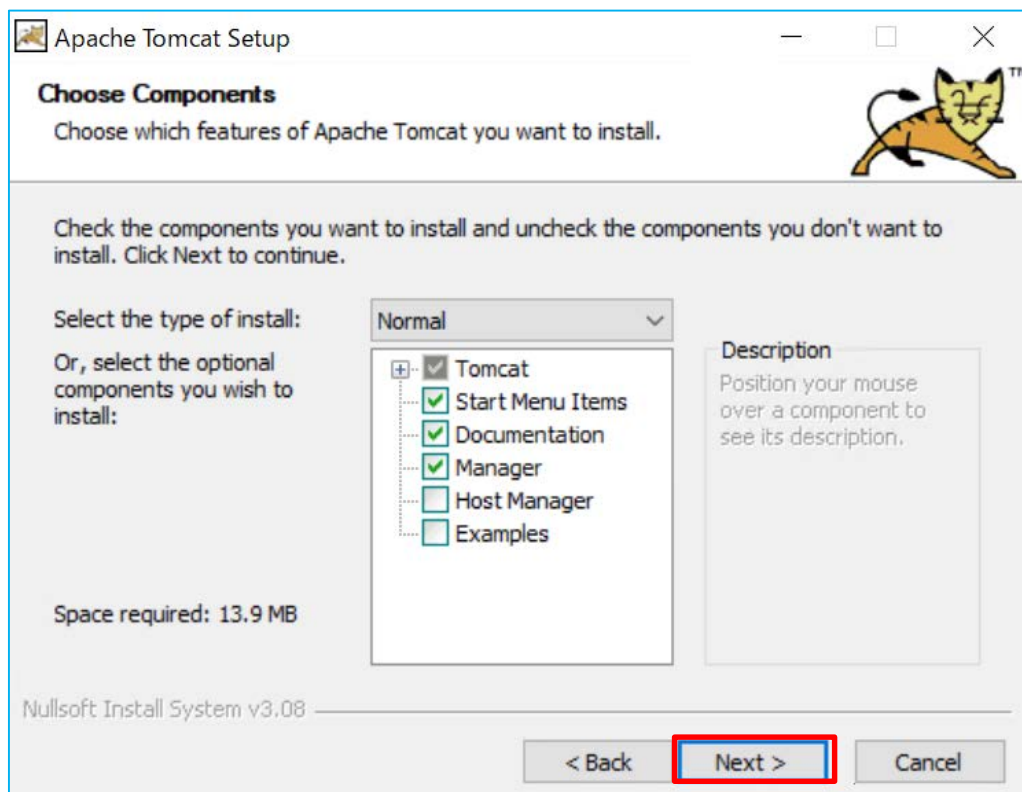 Apache Tomcat Setup
Choose Components
Choose which features of Apache Tomcat you want to install.
TM
Check the components you want to install and uncheck the components you don't want to
install. Click Next to continue.
Select the type of install:
Normal
Or, select the optional
components you wish to
install:
Tomcat
Start Menu Items
Documentation
Manager
Host Manager
Examples
Description
Position your mouse
over a component to
see its description.
Space required: 13.9 MB
Nullsoft Install System v3.08
< Back
Next >
Cancel